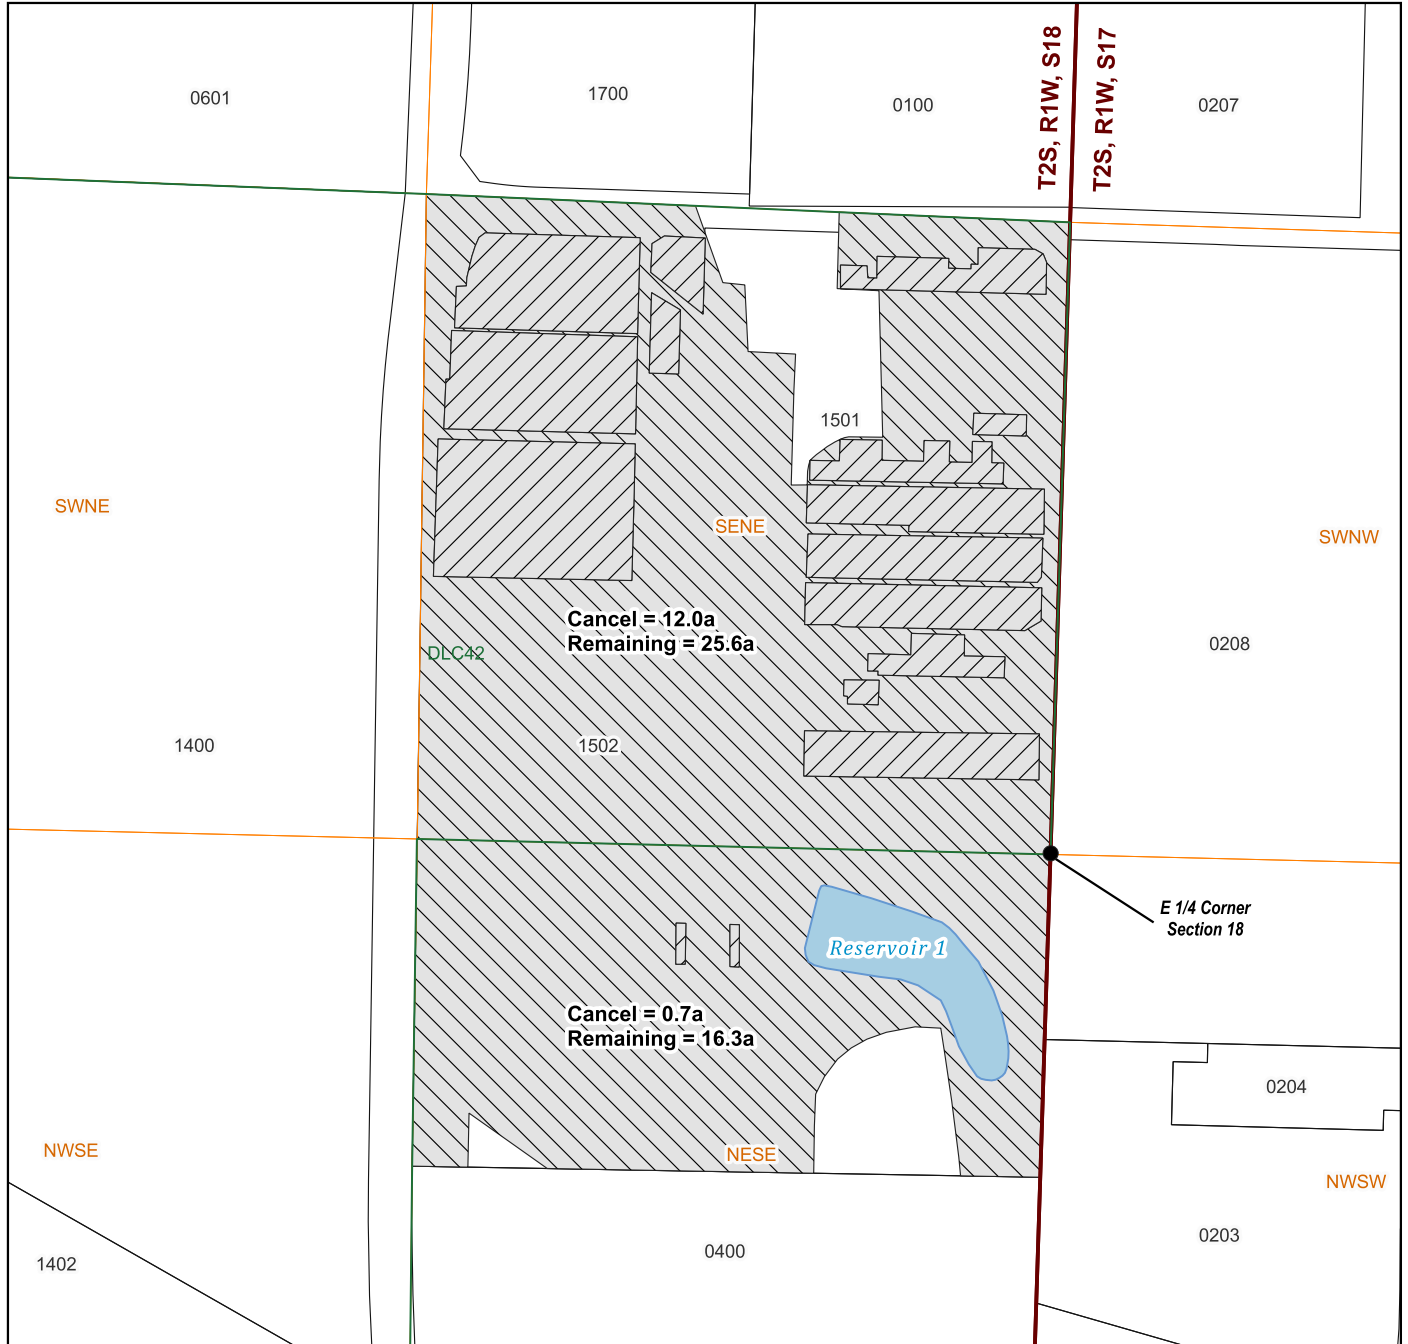 T2S, R1W, S18
T2S, R1W, S17
0601
1700
0100
0207
1501
SWNE
SENE
SWNW
Cancel = 12.0a
Remaining = 25.6a
DLC42
0208
1400
1502
E 1/4 Corner
Section 18
Reservoir 1
Cancel = 0.7a
Remaining = 16.3a
0204
NWSE
NESE
NWSW
0203
0400
1402